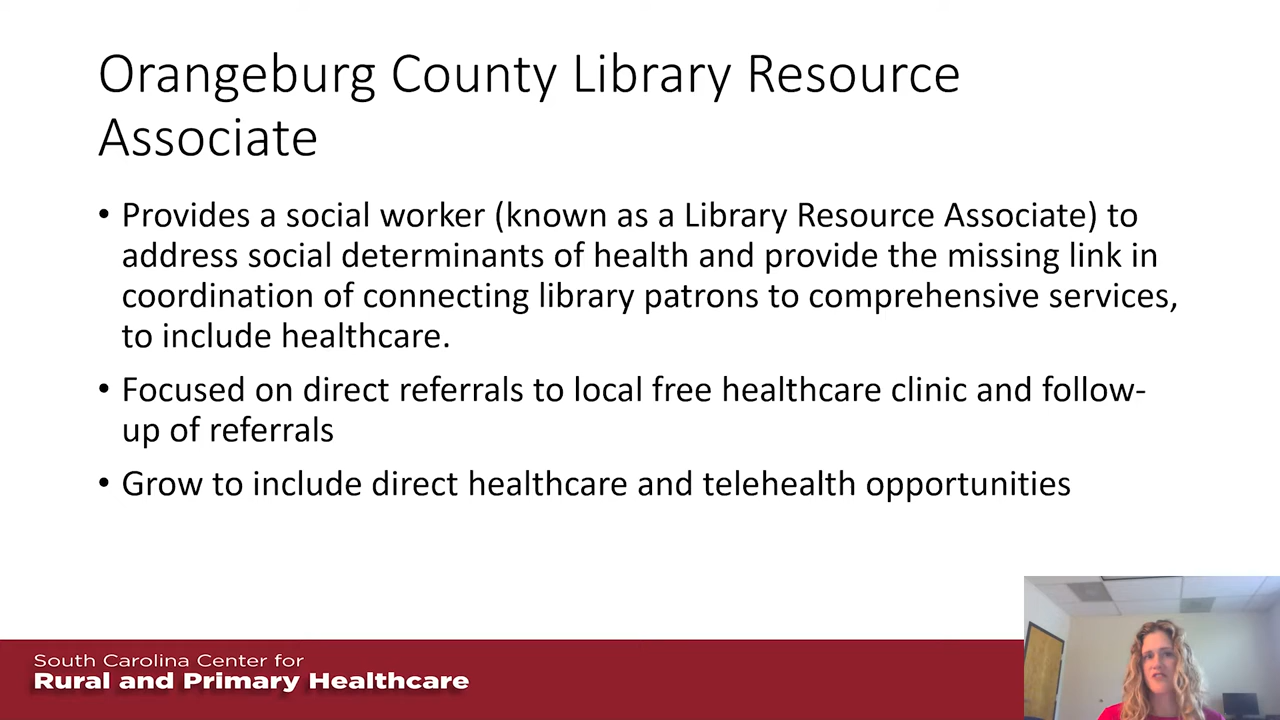 Orangeburg County Library Resource
Associate
• Provides a social worker (known as a Library Resource Associate) to
address social determinants of health and provide the missing link in
coordination of connecting library patrons to comprehensive services,
to include healthcare.
• Focused on direct referrals to local free healthcare clinic and follow-
up of referrals
• Grow to include direct healthcare and telehealth opportunities
South Carolina Center for
Rural and Primary Healthcare